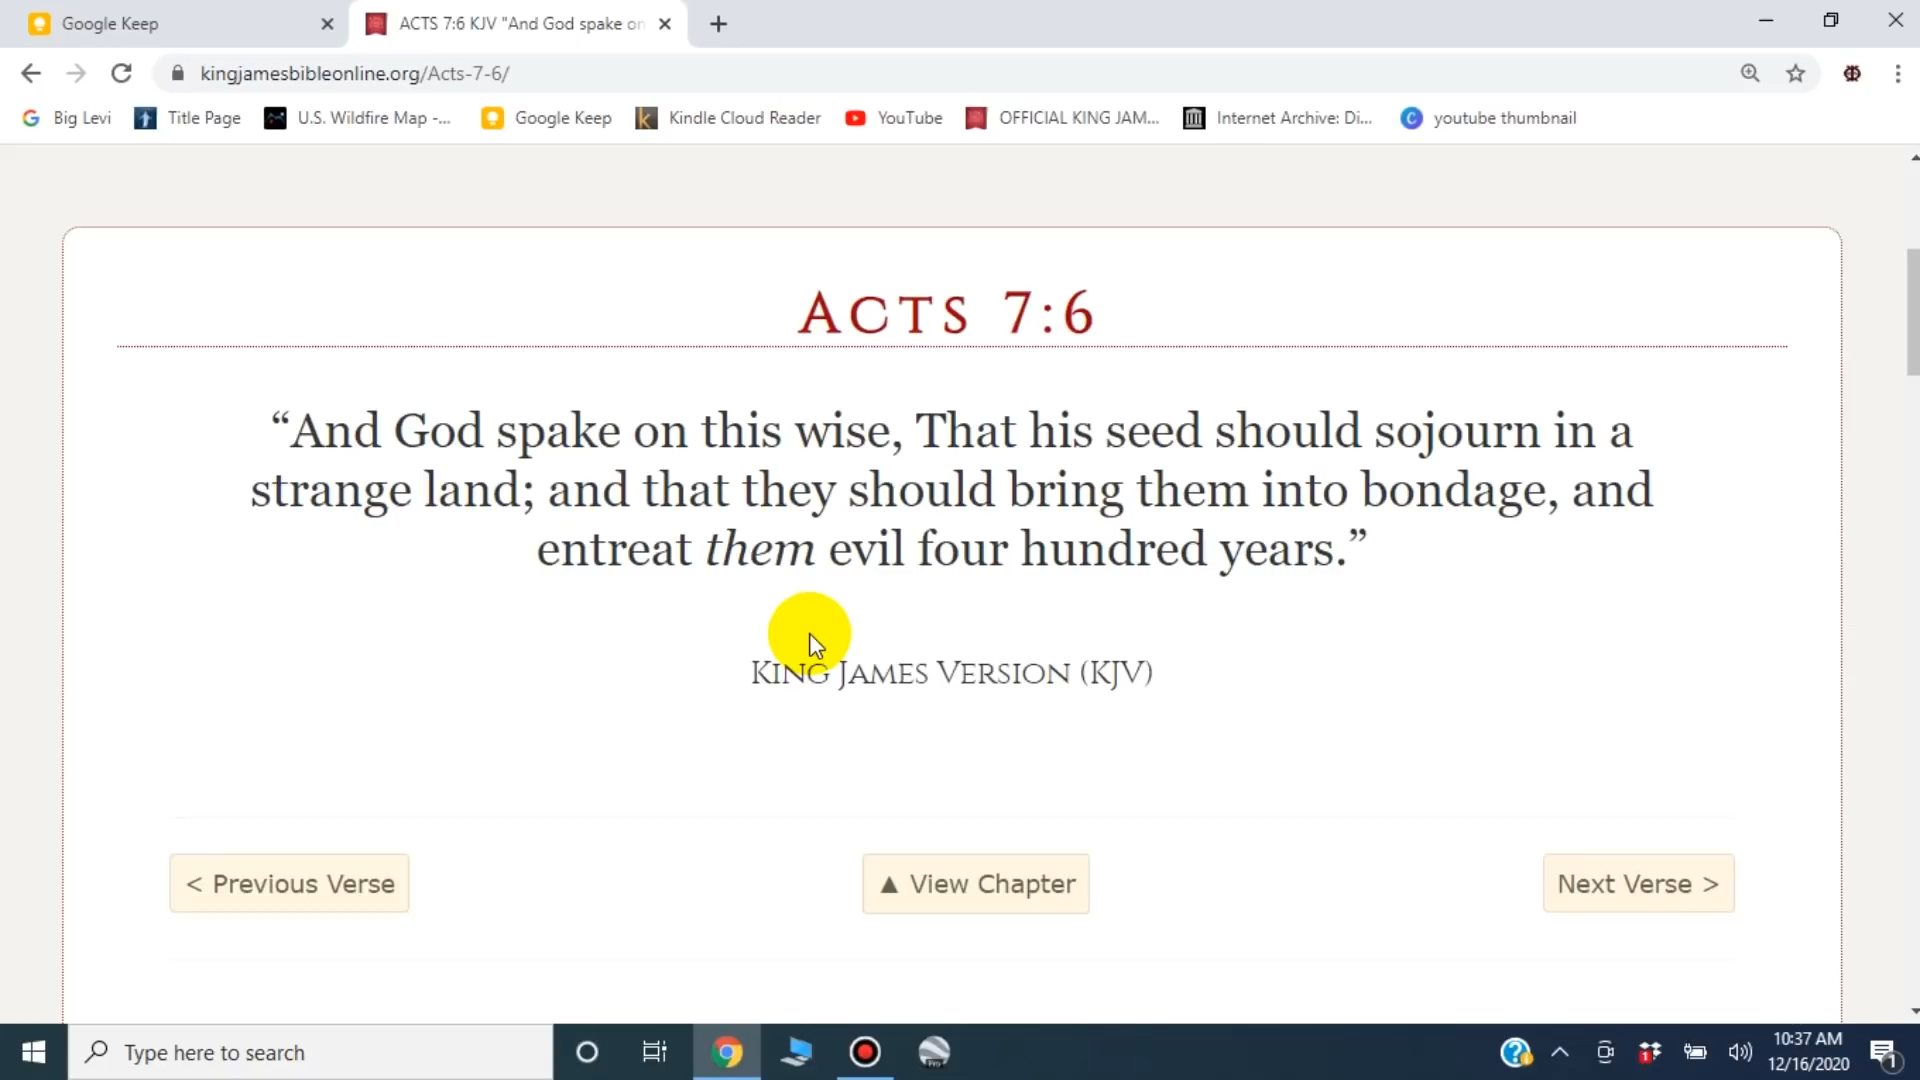 Google Keep
ACTS 7:6 KJV "And God spake on
kingjamesbibleonline.org/Acts-7-6/
Big Levi
Title Page
U.S. Wildfire Map -...
Google Keep
Kindle Cloud Reader
YouTube
OFFICIAL KING JAM...
Internet Archive: Di...
youtube thumbnail
ACTS 7:6
“And God spake on this wise, That his seed should sojourn in a
strange land; and that they should bring them into bondage, and
entreat them evil four hundred years.”
KING JAMES VERSION (KJV)
< Previous Verse
▲ View Chapter
Next Verse >
Type here to search
10:37 AM
12/16/2020
1
1